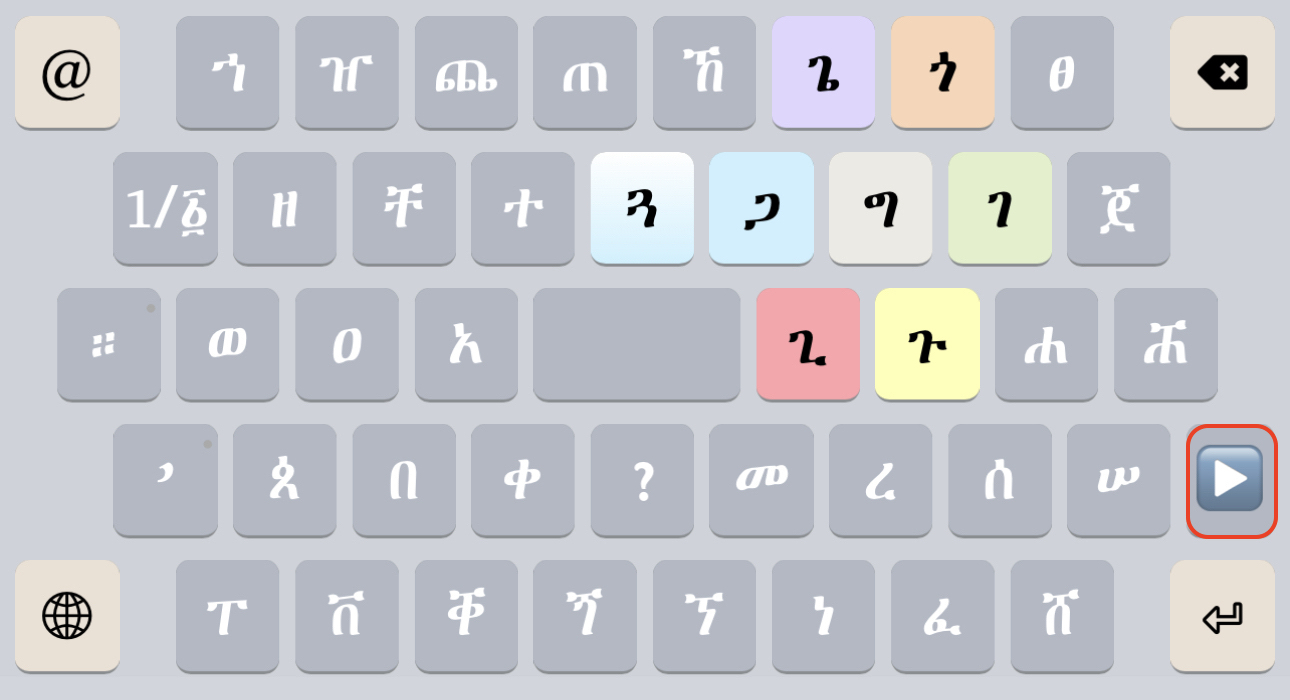 @ ኀ ዠ ጨ ጠ ኸ ጌ ጎ ፀ
1/፩ ዘ ቸ ተ ጓ ጋ ግ ገ ጀ
። ወ ዐ አ ጊ ጉ ሐ 𞟠
ጰ በ ቀ ? መ ረ ሰ ሠ
ፐ ቨ ቐ ጘ ኘ ነ ፈ ሸ